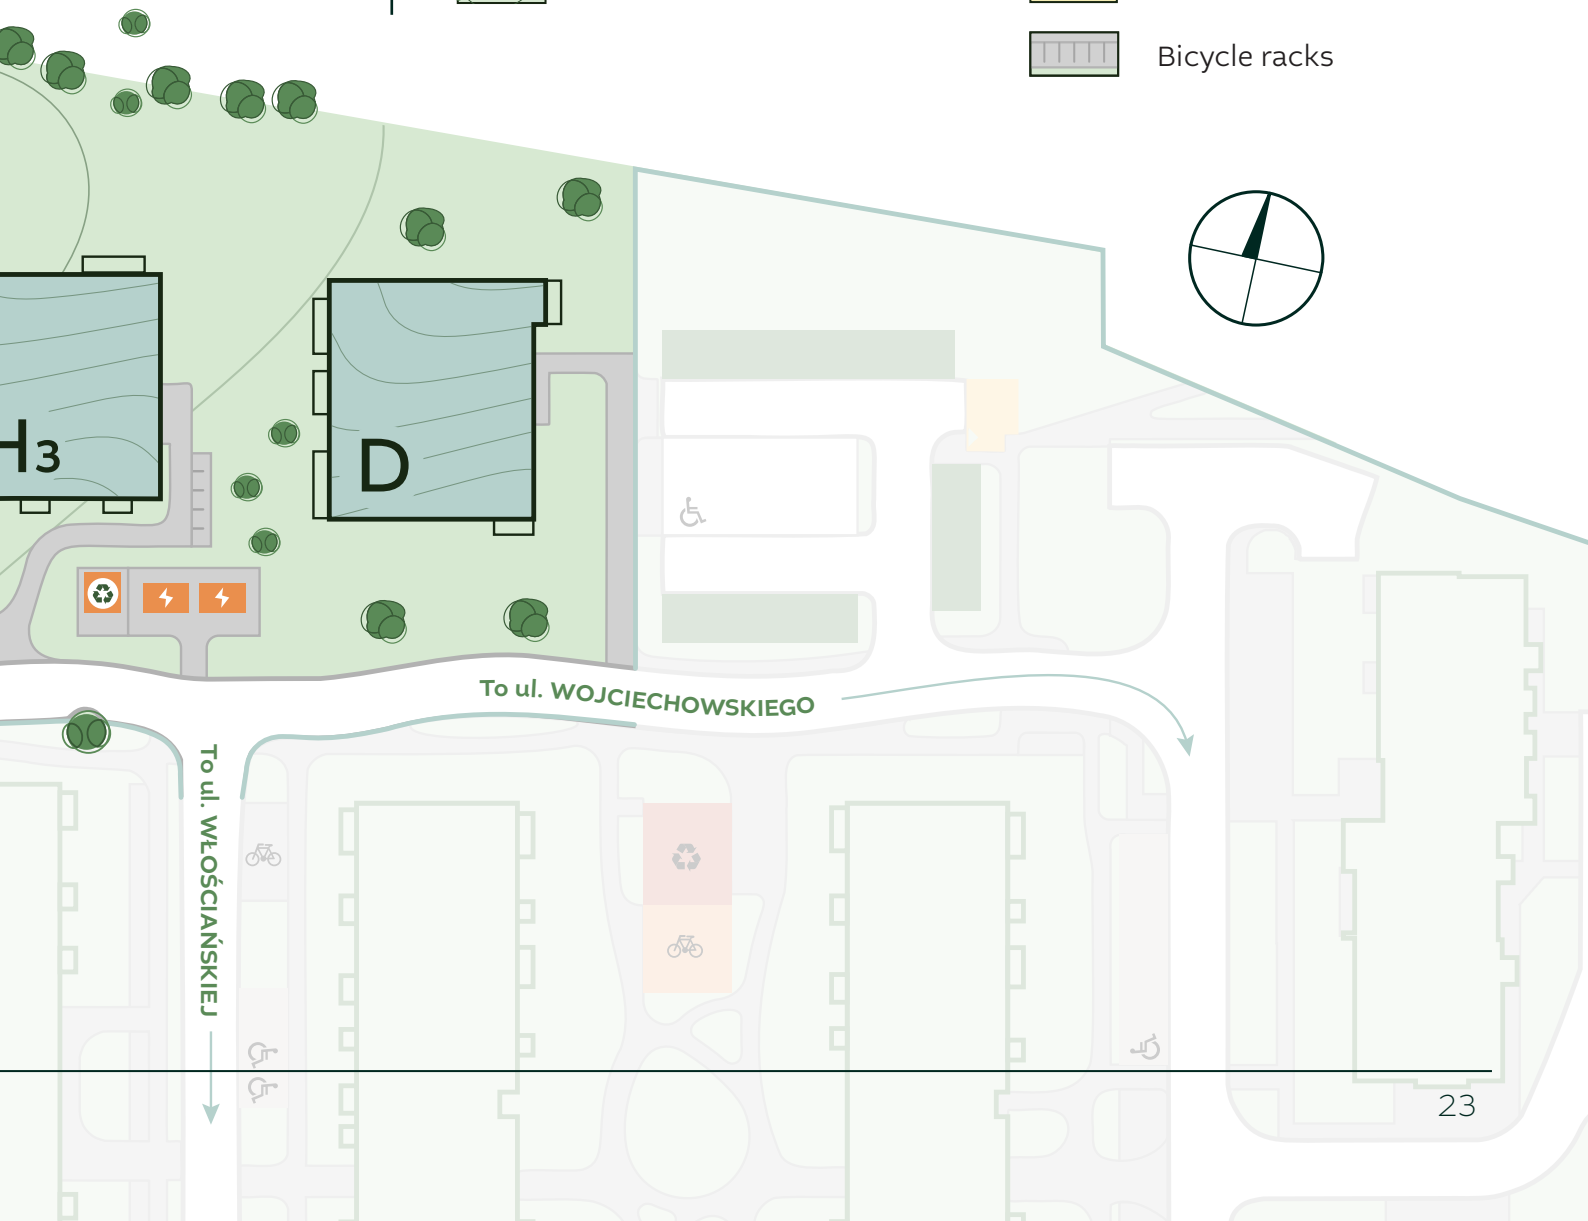 Bicycle racks
H3
D
To ul. WOJCIECHOWSKIEGO
To ul. WŁOŚCIAŃSKIEJ
23